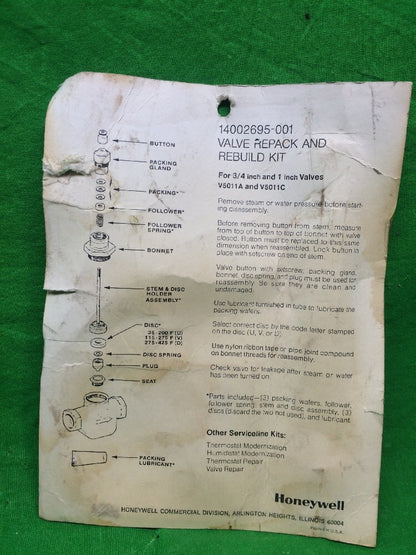 14002695-001
VALVE REPACK AND
REBUILD KIT
For 3/4 inch and 1 inch Valves
V5011A and V5011C
Remove steam or water pressure before start-
ing disassembly.
Before removing button from stem, measure
from top of button to top of bonnet with valve
closed. Button must be replaced to this same
dimension when reassembled. Lock button in
place with setscrew on end of stem.
Valve button with setscrew, packing gland,
bonnet, disc spring, and plug must be used for
reassembly. Be sure they are clean and
undamaged.
Use lubricant furnished in tube to lubricate the
packing wafers.
Select correct disc by the code letter stamped
on the disc (U, V, or D).
Use nylon ribbon tape or pipe joint compound
on bonnet threads for reassembly.
Check valve for leakage after steam or water
has been turned on.
*Parts included—(3) packing wafers, follower,
follower spring, stem and disc assembly, (3)
discs (discard the two not used), and lubricant.
Other Serviceline Kits:
Thermostat Modernization
Humidistat Modernization
Thermostat Repair
Valve Repair
BUTTON
PACKING
GLAND
PACKING*
FOLLOWER*
FOLLOWER
SPRING*
BONNET
STEM & DISC
HOLDER
ASSEMBLY*
DISC*
DISC SPRING
PLUG
SEAT
PACKING
LUBRICANT*
Honeywell
HONEYWELL COMMERCIAL DIVISION, ARLINGTON HEIGHTS, ILLINOIS 60004